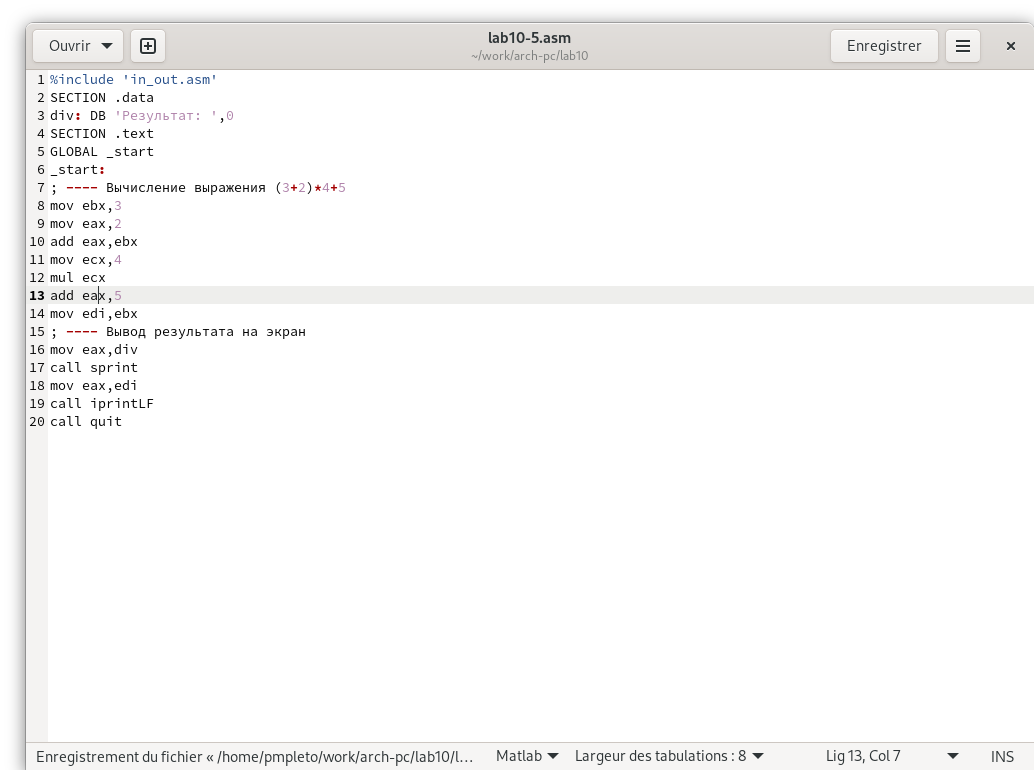 Ouvrir
lab10-5.asm
~/work/arch-pc/lab10
Enregistrer
1 %include 'in_out.asm'
2 SECTION .data
3 div: DB 'Результат: ',0
4 SECTION .text
5 GLOBAL _start
6 _start:
7 ; ---- Вычисление выражения (3+2)*4+5
8 mov ebx,3
9 mov eax,2
10 add eax,ebx
11 mov ecx,4
12 mul ecx
13 add eax,5
14 mov edi,ebx
15 ; ---- Вывод результата на экран
16 mov eax,div
17 call sprint
18 mov eax,edi
19 call iprintLF
20 call quit
Enregistrement du fichier « /home/pmpleto/work/arch-pc/lab10/l… Matlab Largeur des tabulations : 8 Lig 13, Col 7 INS